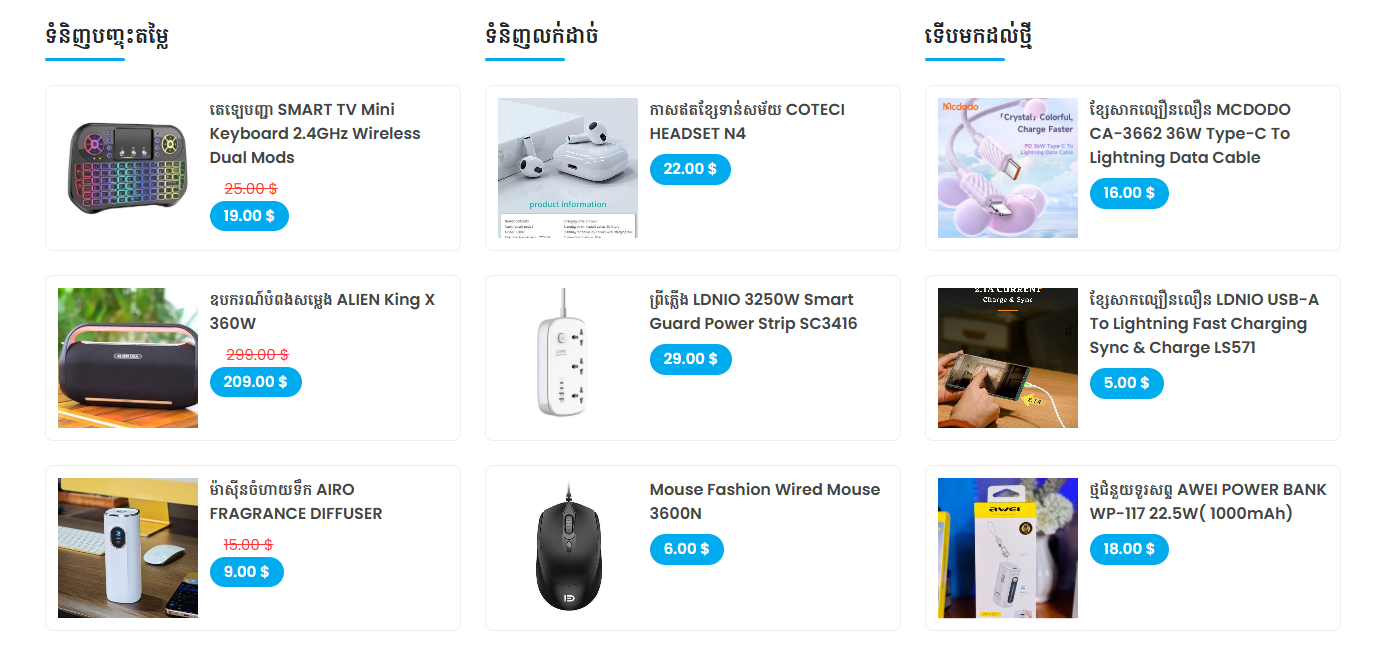 ទំនិញបញ្ចុះតម្លៃ
តេឡេបញ្ជា SMART TV Mini
Keyboard 2.4GHz Wireless
Dual Mods
25.00 $
19.00 $
ឧបករណ៍បំពងសម្លេង ALIEN King X
360W
299.00 $
209.00 $
ម៉ាស៊ីនចំហាយទឹក AIRO
FRAGRANCE DIFFUSER
15.00 $
9.00 $
ទំនិញលក់ដាច់
product information
កាសឥតខ្សែទាន់សម័យ COTECI
HEADSET N4
22.00 $
ព្រីភ្លើង LDNIO 3250W Smart
Guard Power Strip SC3416
29.00 $
Mouse Fashion Wired Mouse
3600N
6.00 $
ទើបមកដល់ថ្មី
Mcdodo
「Crystal」 Colorful,
Charge Faster
PD 36W Type-C To
Lightning Data Cable
ខ្សែសាកល្បឿនលឿន MCDODO
CA-3662 36W Type-C To
Lightning Data Cable
16.00 $
2.1A CURRENT
Charge & Sync
2.1A
ខ្សែសាកល្បឿនលឿន LDNIO USB-A
To Lightning Fast Charging
Sync & Charge LS571
5.00 $
AWEI
ថ្មជំនួយទូរសព្ទ AWEI POWER BANK
WP-117 22.5W( 1000mAh)
18.00 $